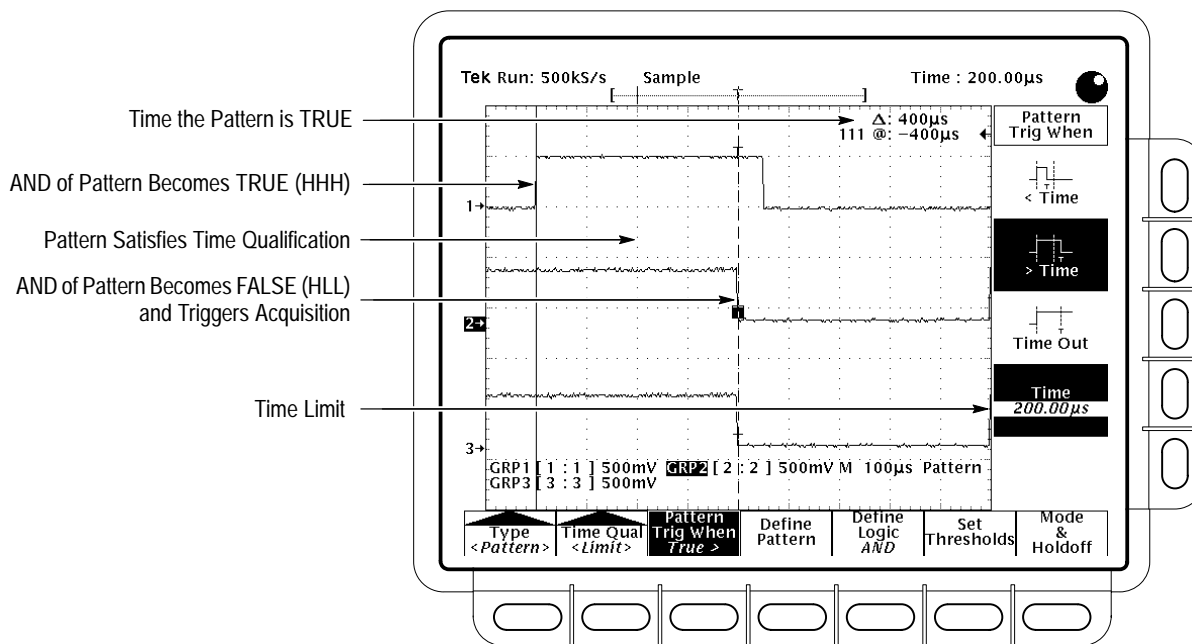 Tek Run: 500kS/s Sample Time : 200.00µs
Time the Pattern is TRUE
AND of Pattern Becomes TRUE (HHH)
Pattern Satisfies Time Qualification
AND of Pattern Becomes FALSE (HLL)
and Triggers Acquisition
Time Limit
Δ: 400µs
111 @: −400µs
1
2
3
T
T
Pattern
Trig When
T
< Time
T
> Time
T
Time Out
Time
200.00µs
GRP1 [ 1 : 1 ] 500mV GRP2 [ 2 : 2 ] 500mV M 100µs Pattern
GRP3 [ 3 : 3 ] 500mV
Type
<Pattern>
Time Qual
<Limit>
Pattern
Trig When
True >
Define
Pattern
Define
Logic
AND
Set
Thresholds
Mode
&
Holdoff